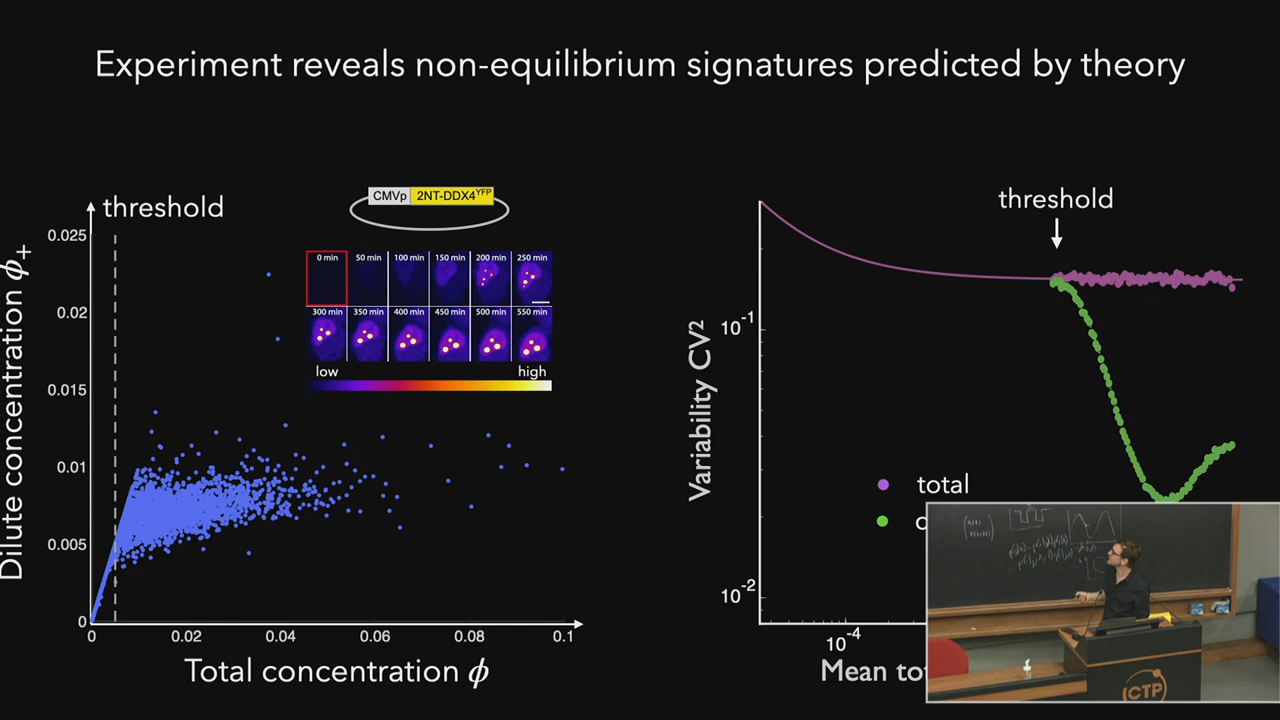 Experiment reveals non-equilibrium signatures predicted by theory
threshold
CMVp 2NT-DDX4YFP
0.025
0.02
0.015
0.01
0.005
0
Dilute concentration ϕ+
0 min 50 min 100 min 150 min 200 min 250 min
300 min 350 min 400 min 450 min 500 min 550 min
low high
0 0.02 0.04 0.06 0.08 0.1
Total concentration ϕ
threshold
Variability CV2
10-1
10-2
total
10-4
Mean to
ICTP